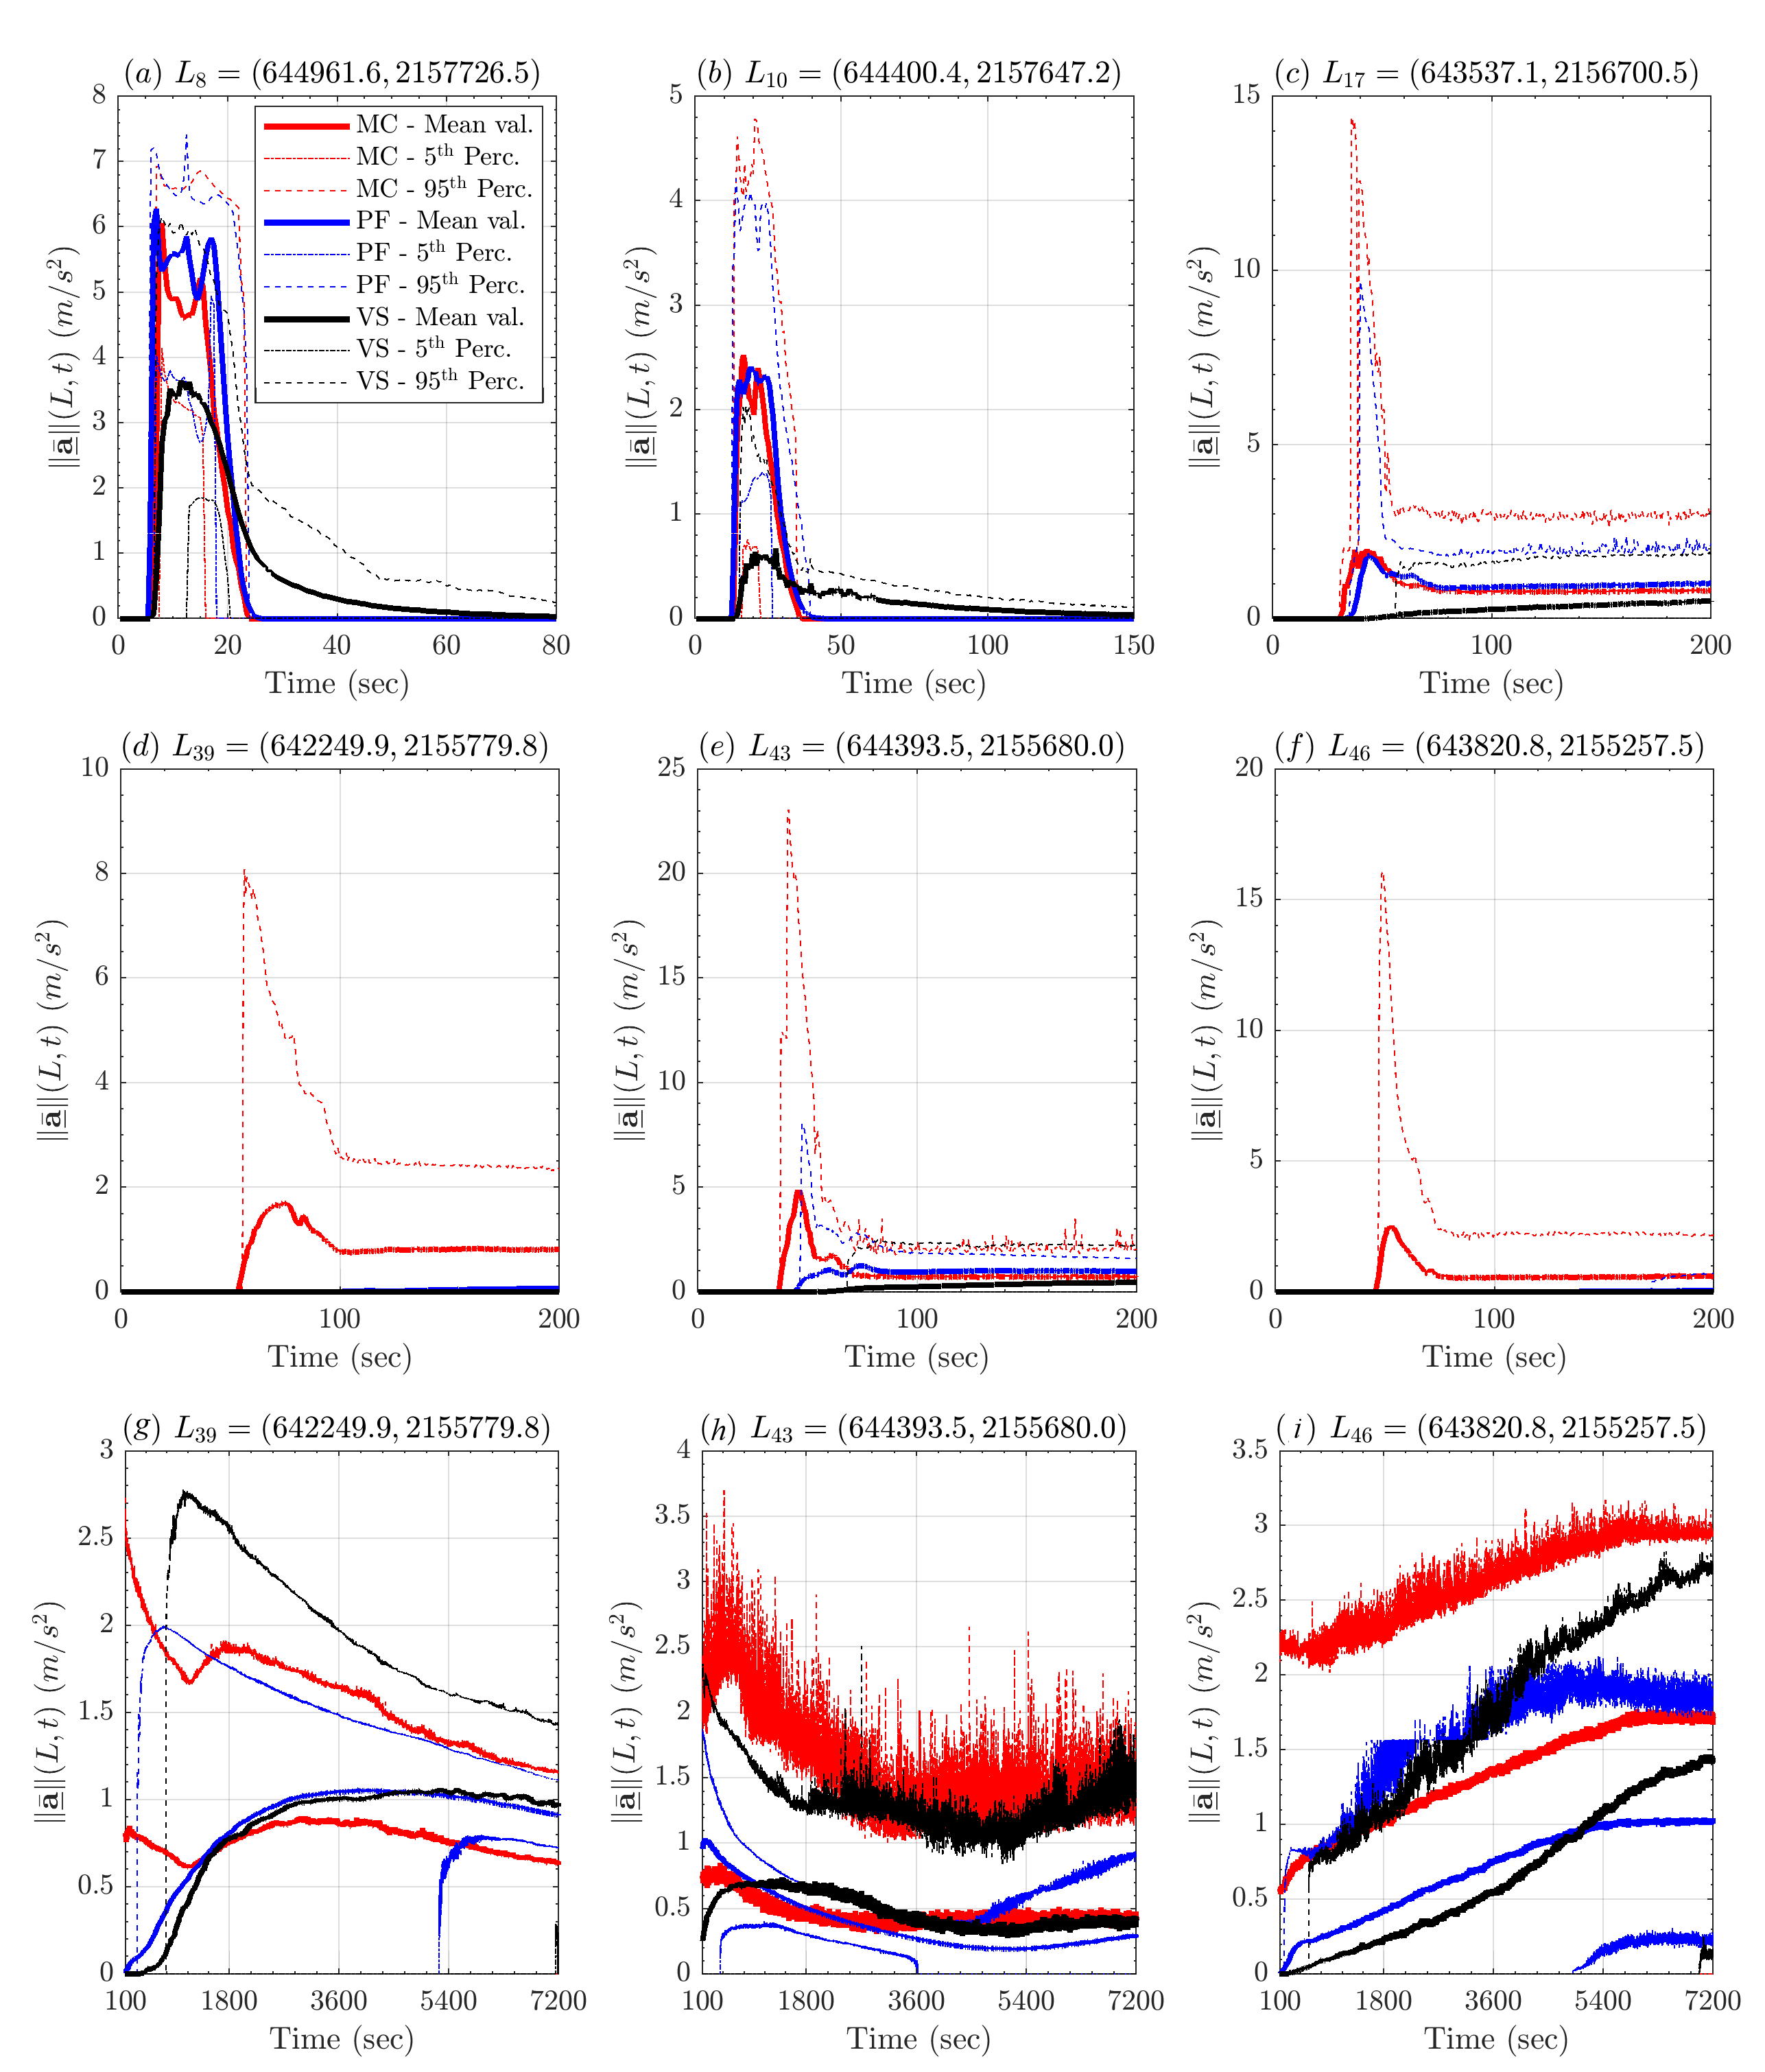 (a) L₈ = (644961.6, 2157726.5)
8
7
6
5
4
3
2
1
0
‖ā̲‖(L, t) (m/s²)
MC - Mean val.
MC - 5ᵗʰ Perc.
MC - 95ᵗʰ Perc.
PF - Mean val.
PF - 5ᵗʰ Perc.
PF - 95ᵗʰ Perc.
VS - Mean val.
VS - 5ᵗʰ Perc.
VS - 95ᵗʰ Perc.
0 20 40 60 80
Time (sec)
(b) L₁₀ = (644400.4, 2157647.2)
5
4
3
2
1
0
‖ā̲‖(L, t) (m/s²)
0 50 100 150
Time (sec)
(c) L₁₇ = (643537.1, 2156700.5)
15
10
5
0
‖ā̲‖(L, t) (m/s²)
0 100 200
Time (sec)
(d) L₃₉ = (642249.9, 2155779.8)
10
8
6
4
2
0
‖ā̲‖(L, t) (m/s²)
0 100 200
Time (sec)
(e) L₄₃ = (644393.5, 2155680.0)
25
20
15
10
5
0
‖ā̲‖(L, t) (m/s²)
0 100 200
Time (sec)
(f) L₄₆ = (643820.8, 2155257.5)
20
15
10
5
0
‖ā̲‖(L, t) (m/s²)
0 100 200
Time (sec)
(g) L₃₉ = (642249.9, 2155779.8)
3
2.5
2
1.5
1
0.5
0
‖ā̲‖(L, t) (m/s²)
100 1800 3600 5400 7200
Time (sec)
(h) L₄₃ = (644393.5, 2155680.0)
4
3.5
3
2.5
2
1.5
1
0.5
0
‖ā̲‖(L, t) (m/s²)
100 1800 3600 5400 7200
Time (sec)
(i) L₄₆ = (643820.8, 2155257.5)
3.5
3
2.5
2
1.5
1
0.5
0
‖ā̲‖(L, t) (m/s²)
100 1800 3600 5400 7200
Time (sec)